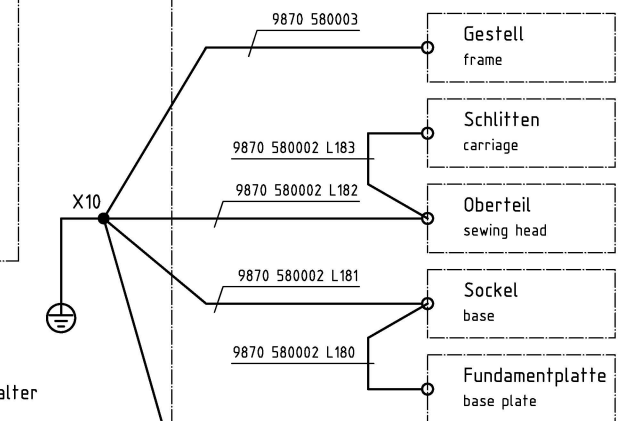 9870 580003
Gestell
frame
Schlitten
carriage
9870 580002 L183
9870 580002 L182
X10
Oberteil
sewing head
9870 580002 L181
Sockel
base
9870 580002 L180
Fundamentplatte
base plate
alter